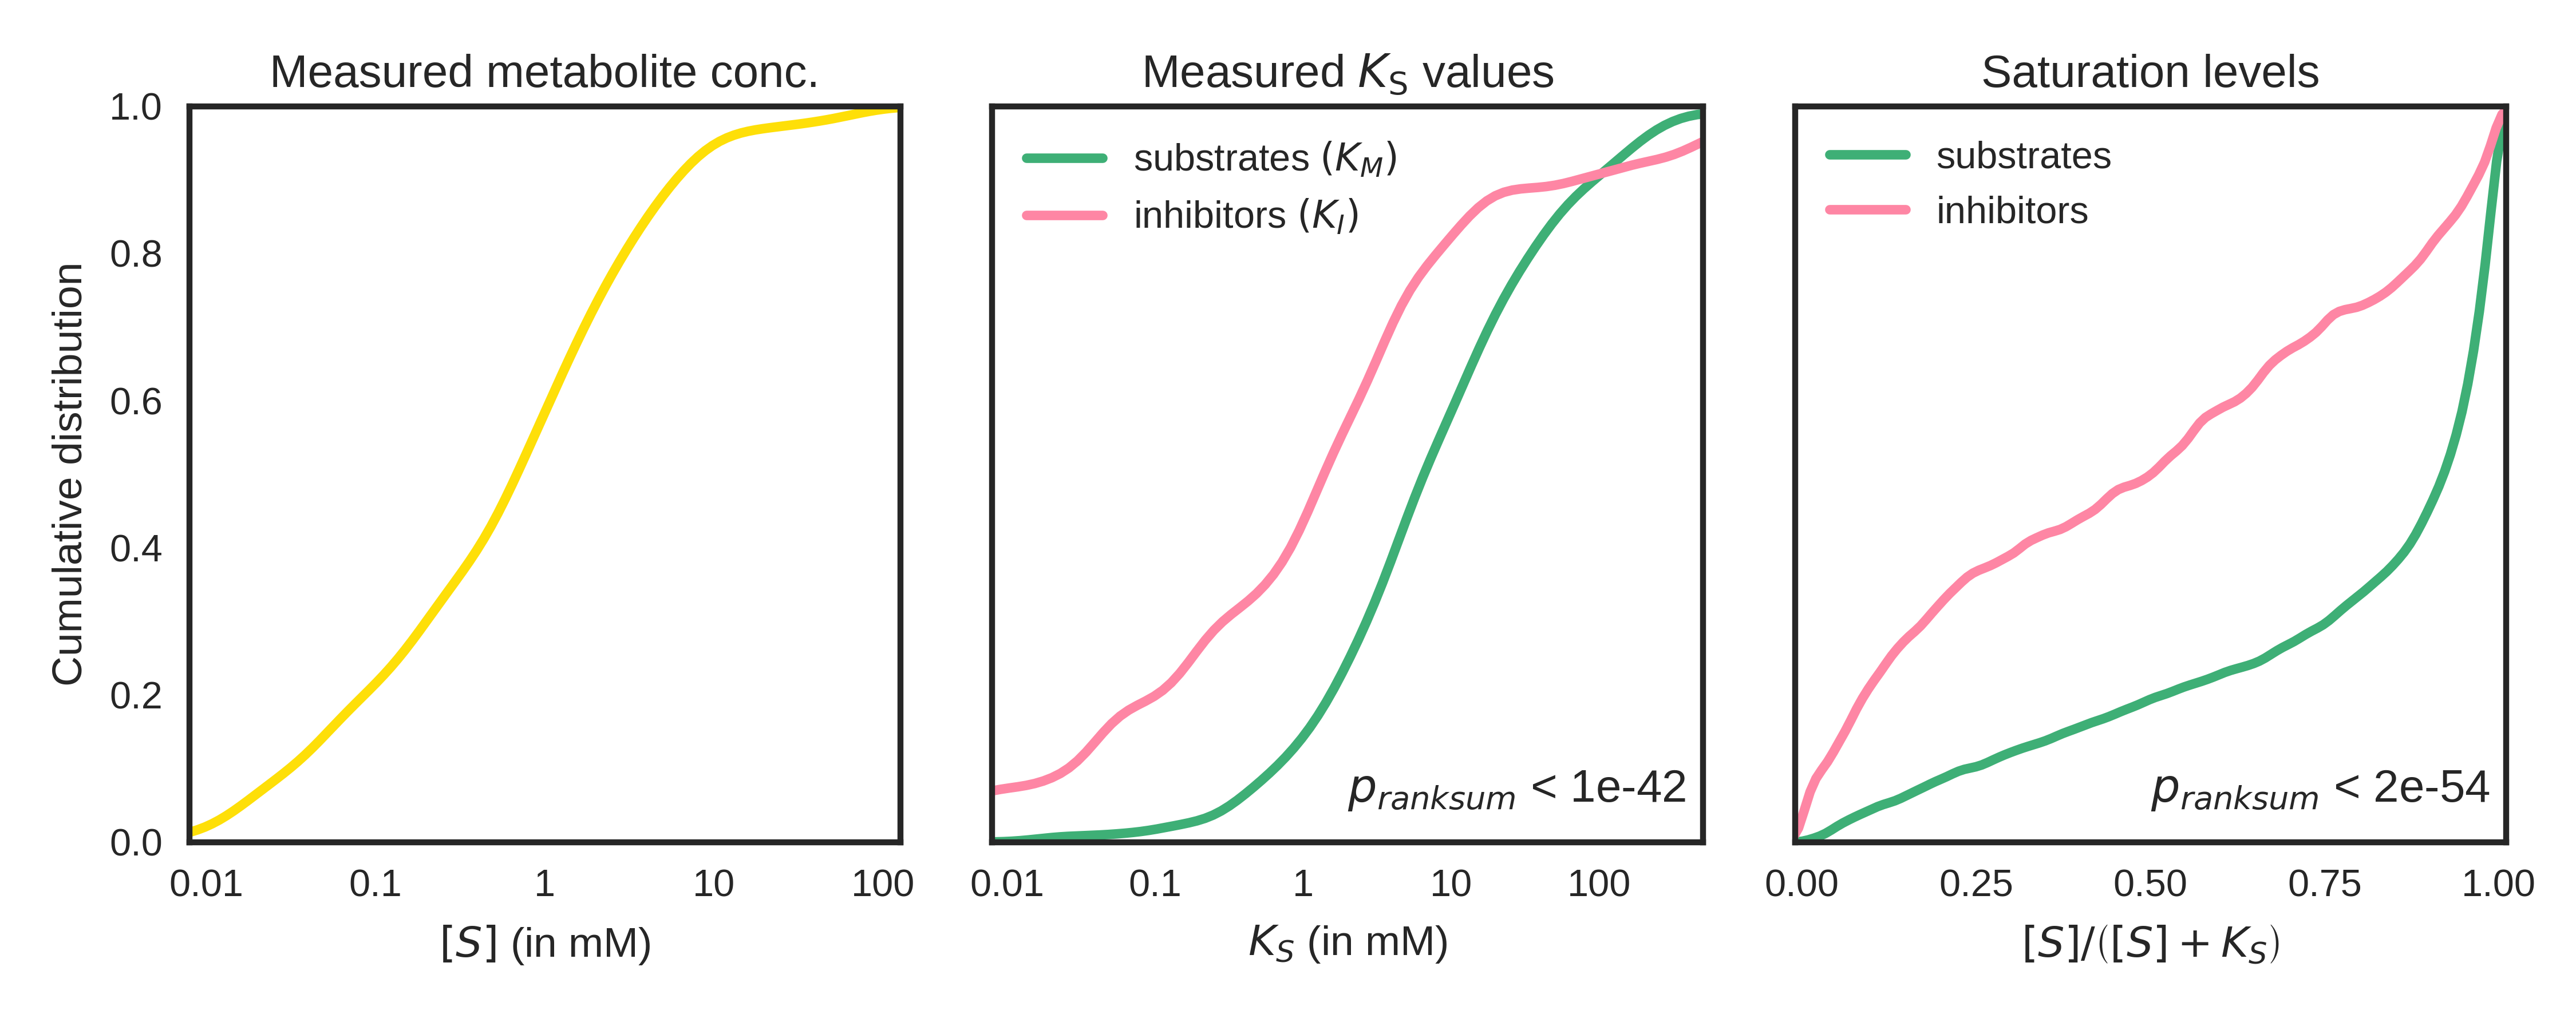 Measured metabolite conc.
Cumulative distribution
1.0
0.8
0.6
0.4
0.2
0.0
0.01 0.1 1 10 100
[S] (in mM)
Measured K_S values
substrates (K_M)
inhibitors (K_I)
p_ranksum < 1e-42
0.01 0.1 1 10 100
K_S (in mM)
Saturation levels
substrates
inhibitors
p_ranksum < 2e-54
0.00 0.25 0.50 0.75 1.00
[S]/([S] + K_S)